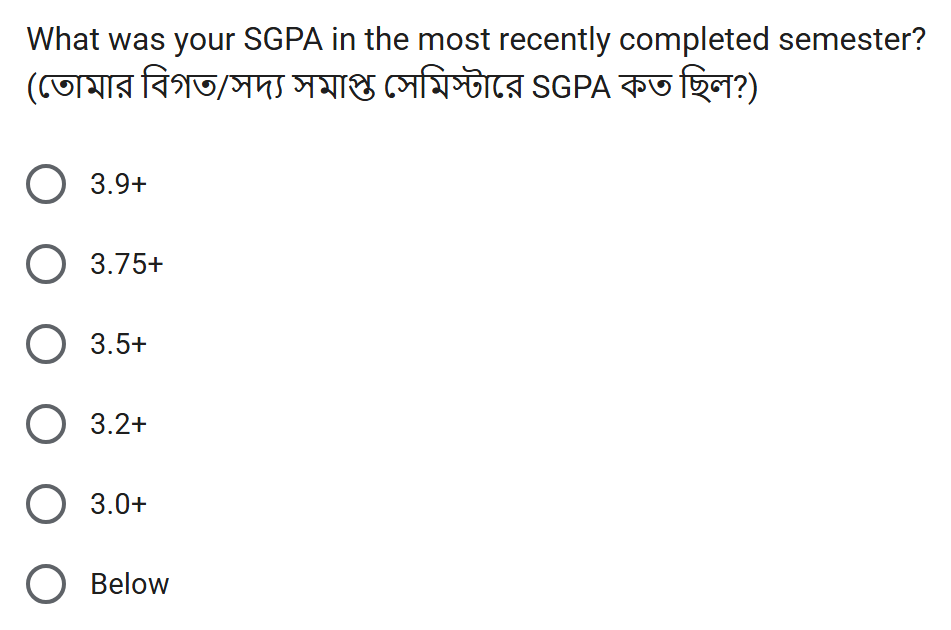 What was your SGPA in the most recently completed semester?
(তোমার বিগত/সদ্য সমাপ্ত সেমিস্টারে SGPA কত ছিল?)
3.9+
3.75+
3.5+
3.2+
3.0+
Below